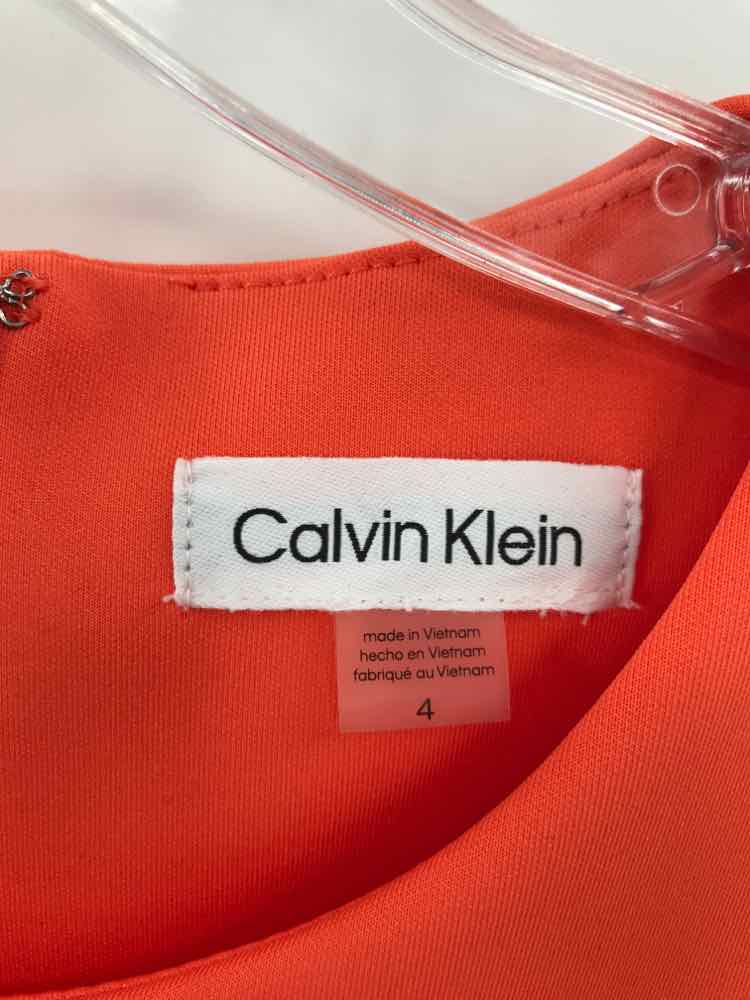 Calvin Klein
made in Vietnam
hecho en Vietnam
fabriqué au Vietnam
4